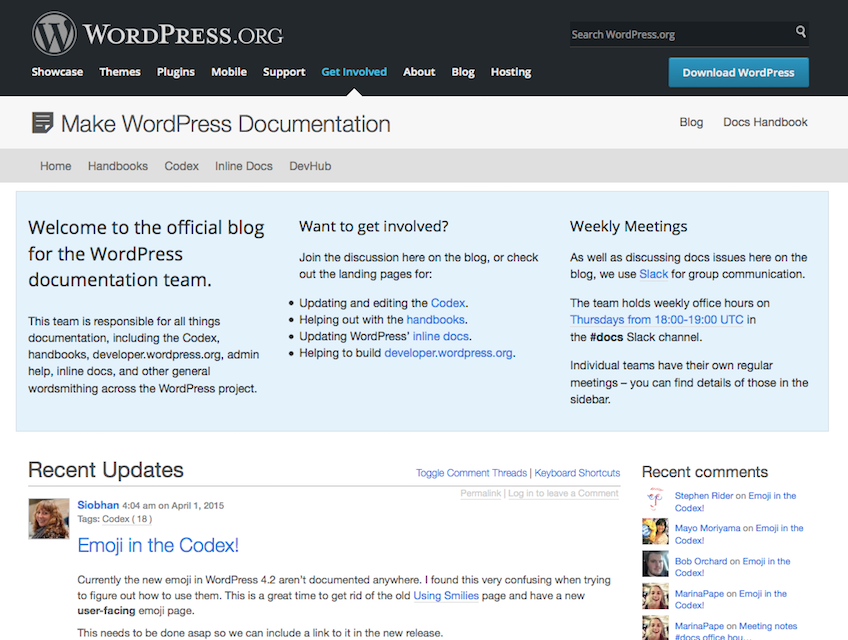 WORDPRESS.ORG
Search WordPress.org
Showcase Themes Plugins Mobile Support Get Involved About Blog Hosting
Download WordPress
Make WordPress Documentation
Blog Docs Handbook
Home Handbooks Codex Inline Docs DevHub
Welcome to the official blog
for the WordPress
documentation team.
This team is responsible for all things
documentation, including the Codex,
handbooks, developer.wordpress.org, admin
help, inline docs, and other general
wordsmithing across the WordPress project.
Want to get involved?
Join the discussion here on the blog, or check
out the landing pages for:
• Updating and editing the Codex.
• Helping out with the handbooks.
• Updating WordPress' inline docs.
• Helping to build developer.wordpress.org.
Weekly Meetings
As well as discussing docs issues here on the
blog, we use Slack for group communication.
The team holds weekly office hours on
Thursdays from 18:00-19:00 UTC in
the #docs Slack channel.
Individual teams have their own regular
meetings – you can find details of those in the
sidebar.
Recent Updates
Toggle Comment Threads | Keyboard Shortcuts
Siobhan 4:04 am on April 1, 2015
Permalink | Log in to leave a Comment
Tags: Codex ( 18 )
Emoji in the Codex!
Currently the new emoji in WordPress 4.2 aren't documented anywhere. I found this very confusing when trying
to figure out how to use them. This is a great time to get rid of the old Using Smilies page and have a new
user-facing emoji page.
This needs to be done asap so we can include a link to it in the new release.
Recent comments
Stephen Rider on Emoji in the
Codex!
Mayo Moriyama on Emoji in the
Codex!
Bob Orchard on Emoji in the
Codex!
MarinaPape on Emoji in the
Codex!
MarinaPape on Meeting notes
#docs office hou…